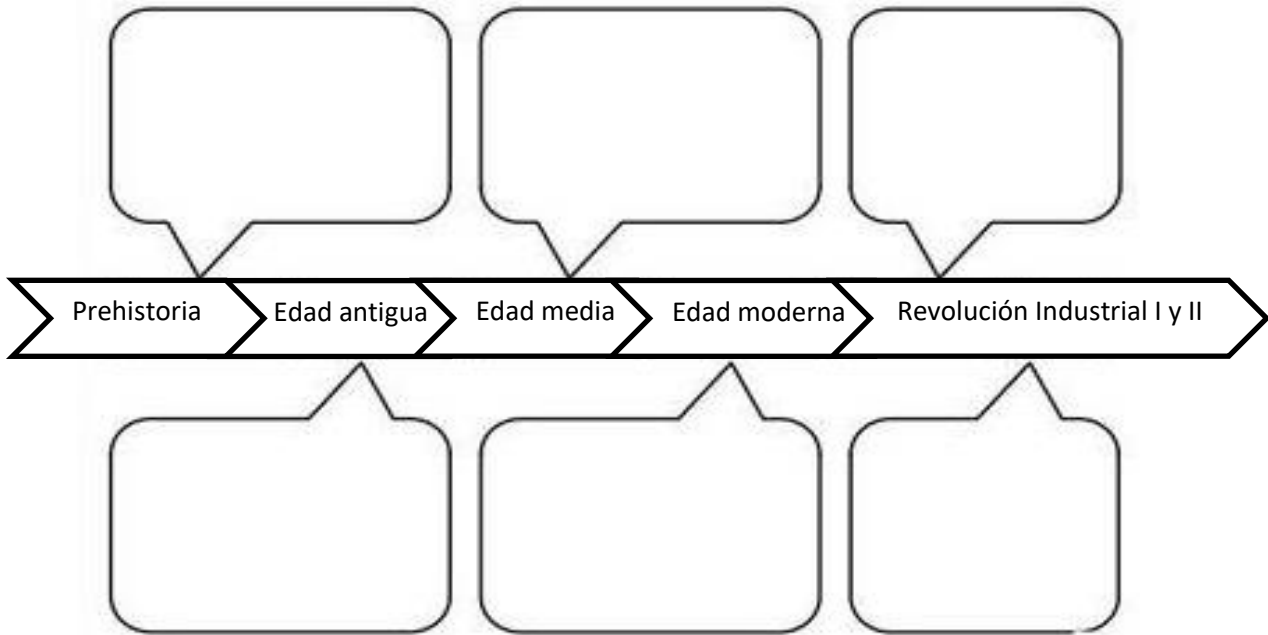 Prehistoria
Edad antigua
Edad media
Edad moderna
Revolución Industrial I y II